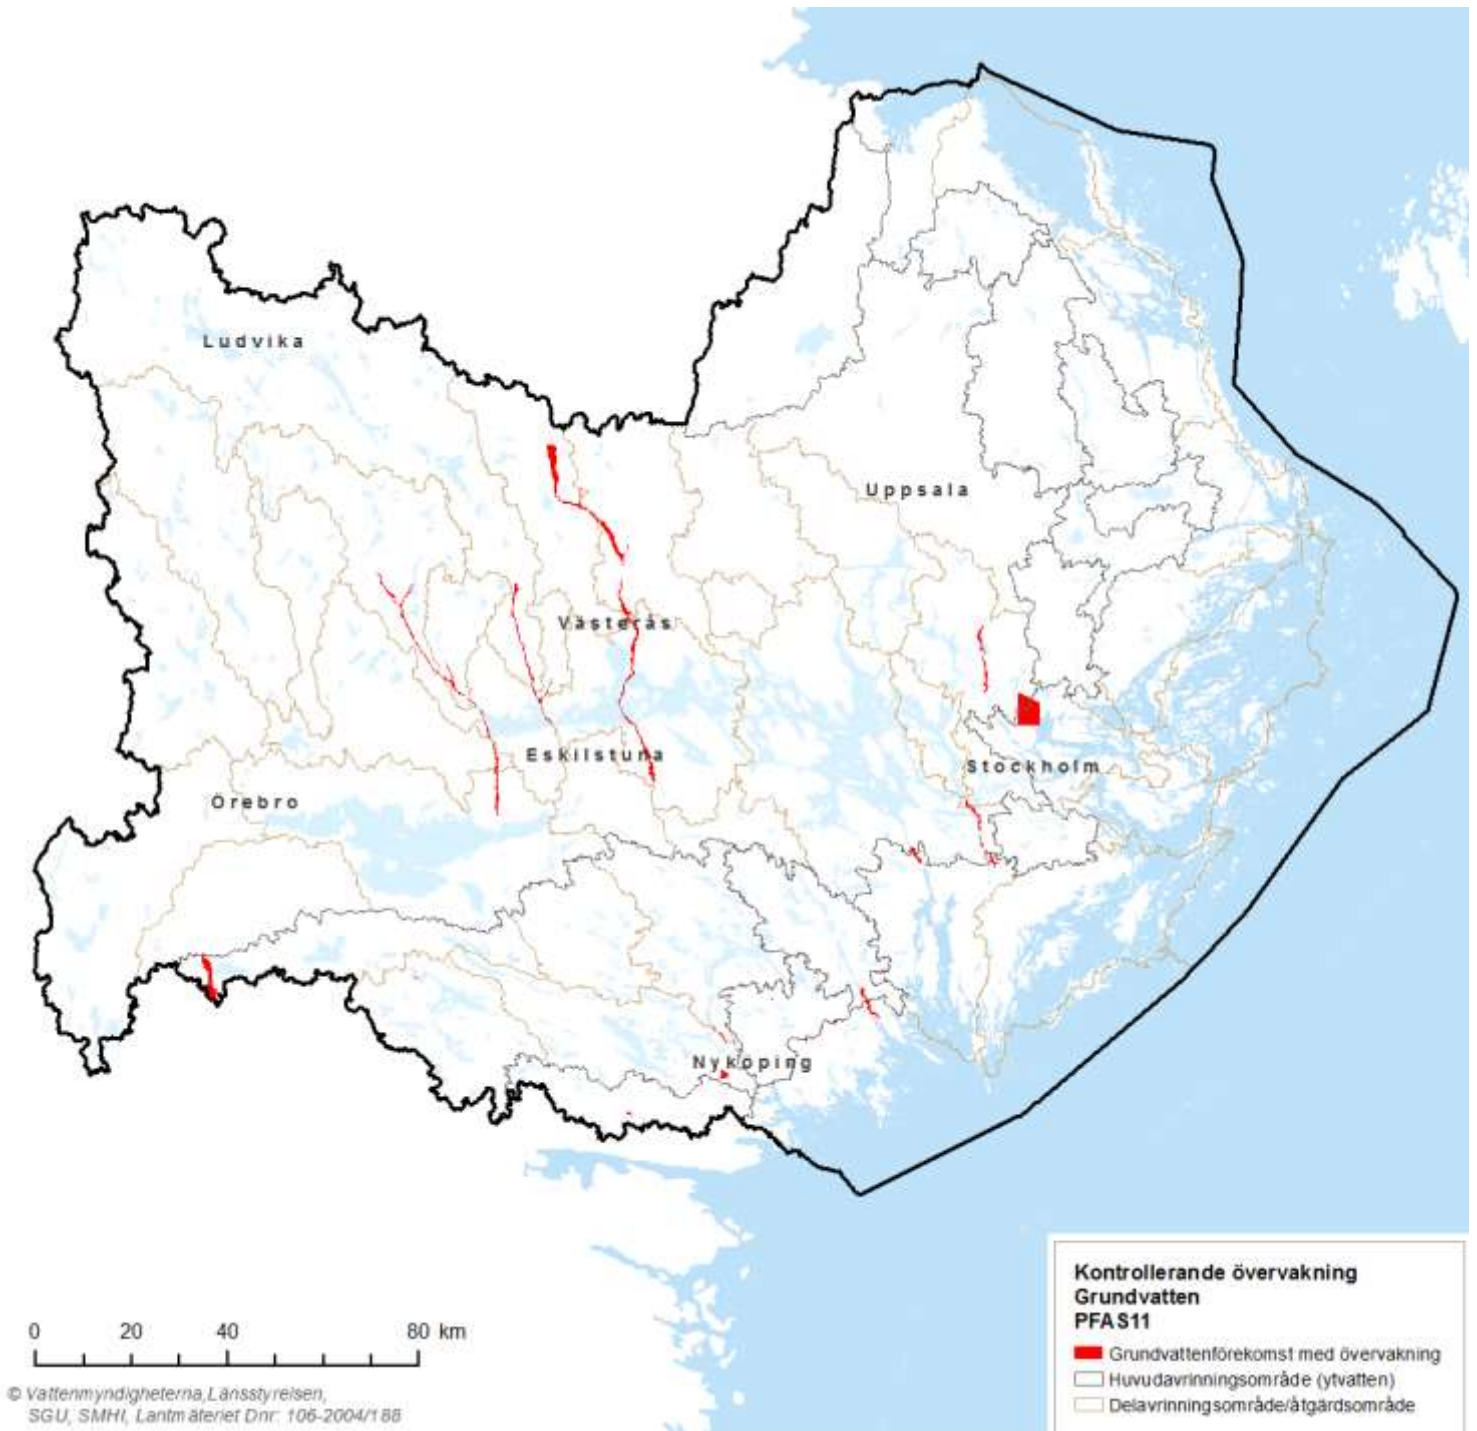 Ludvika
Uppsala
Västerås
Eskilstuna
Stockholm
Örebro
Nyköping
Kontrollerande övervakning
Grundvatten
PFAS11
Grundvattenförekomst med övervakning
Huvudavrinningsområde (ytvatten)
Delavrinningsområde/åtgärdsområde
0 20 40 80 km
© Vattenmyndigheterna,Länsstyrelsen,
SGU, SMHI, Lantmäteriet Dnr: 106-2004/188